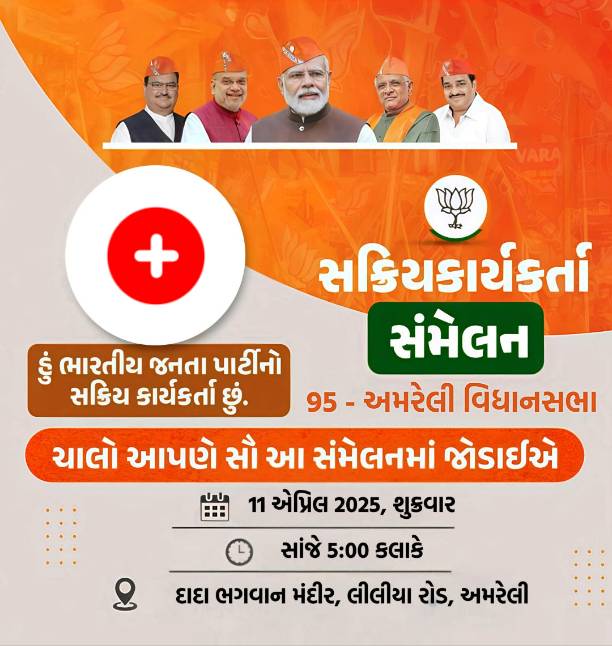 સક્રિયકાર્યકર્તા
સંમેલન
હું ભારતીય જનતા પાર્ટીનો
સક્રિય કાર્યકર્તા છું.
95 - અમરેલી વિધાનસભા
ચાલો આપણે સૌ આ સંમેલનમાં જોડાઈએ
11 એપ્રિલ 2025, શુક્રવાર
સાંજે 5:00 કલાકે
દાદા ભગવાન મંદીર, લીલીયા રોડ, અમરેલી